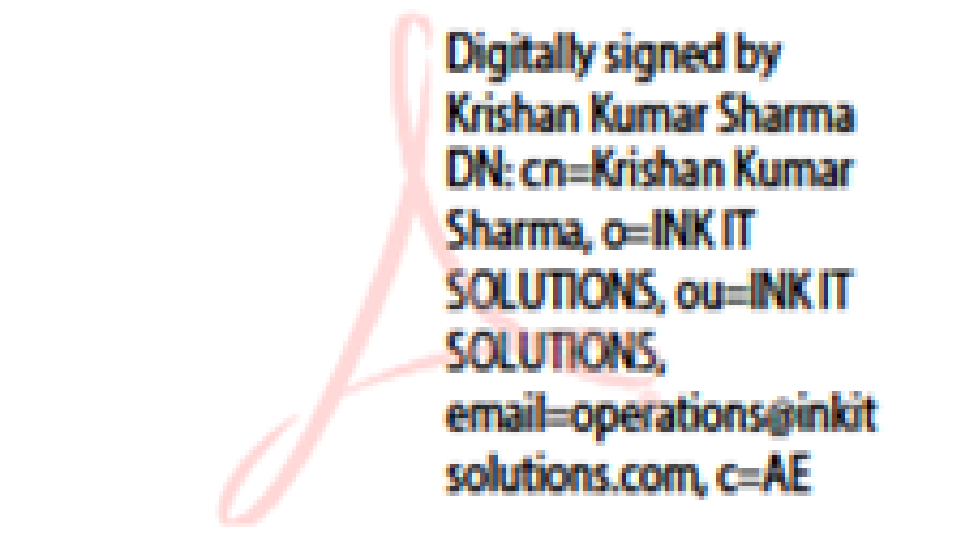 Digitally signed by
Krishan Kumar Sharma
DN: cn=Krishan Kumar
Sharma, o=INK IT
SOLUTIONS, ou=INK IT
SOLUTIONS,
email=operations@inkit
solutions.com, c=AE